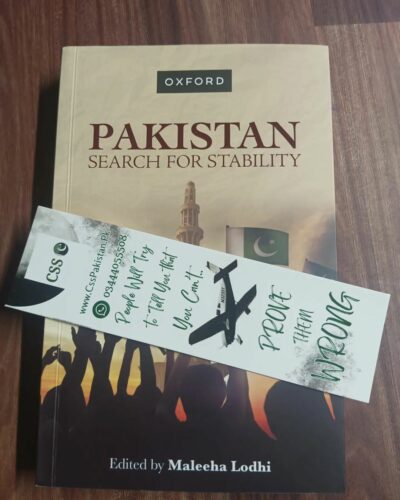 OXFORD
PAKISTAN
SEARCH FOR STABILITY
CSS
www.CssPakistan.Pk
03444055508
People Will Try
to Tell You that
You Can't...
PROVE
THEM
WRONG
Edited by Maleeha Lodhi